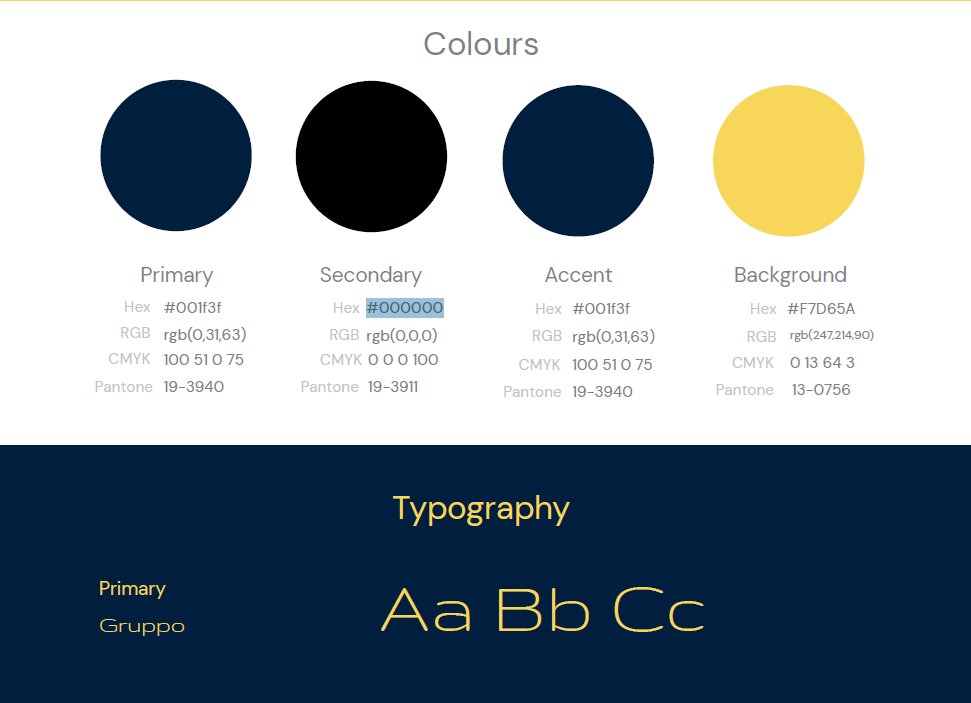 Colours
Primary
Hex #001f3f
RGB rgb(0,31,63)
CMYK 100 51 0 75
Pantone 19-3940
Secondary
Hex #000000
RGB rgb(0,0,0)
CMYK 0 0 0 100
Pantone 19-3911
Accent
Hex #001f3f
RGB rgb(0,31,63)
CMYK 100 51 0 75
Pantone 19-3940
Background
Hex #F7D65A
RGB rgb(247,214,90)
CMYK 0 13 64 3
Pantone 13-0756
Typography
Primary
Gruppo
Aa Bb Cc